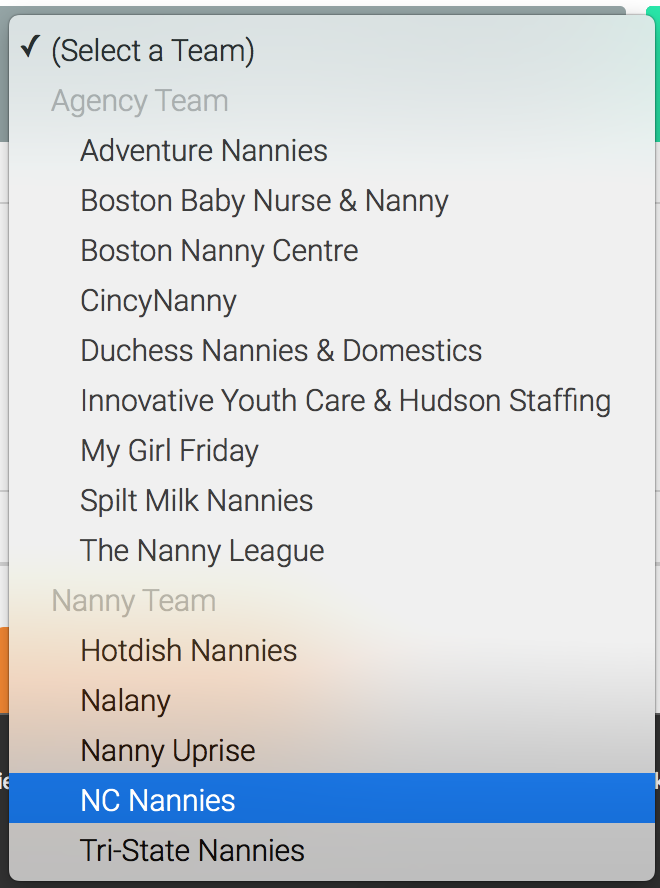 ✓ (Select a Team)
Agency Team
Adventure Nannies
Boston Baby Nurse & Nanny
Boston Nanny Centre
CincyNanny
Duchess Nannies & Domestics
Innovative Youth Care & Hudson Staffing
My Girl Friday
Spilt Milk Nannies
The Nanny League
Nanny Team
Hotdish Nannies
Nalany
Nanny Uprise
NC Nannies
Tri-State Nannies